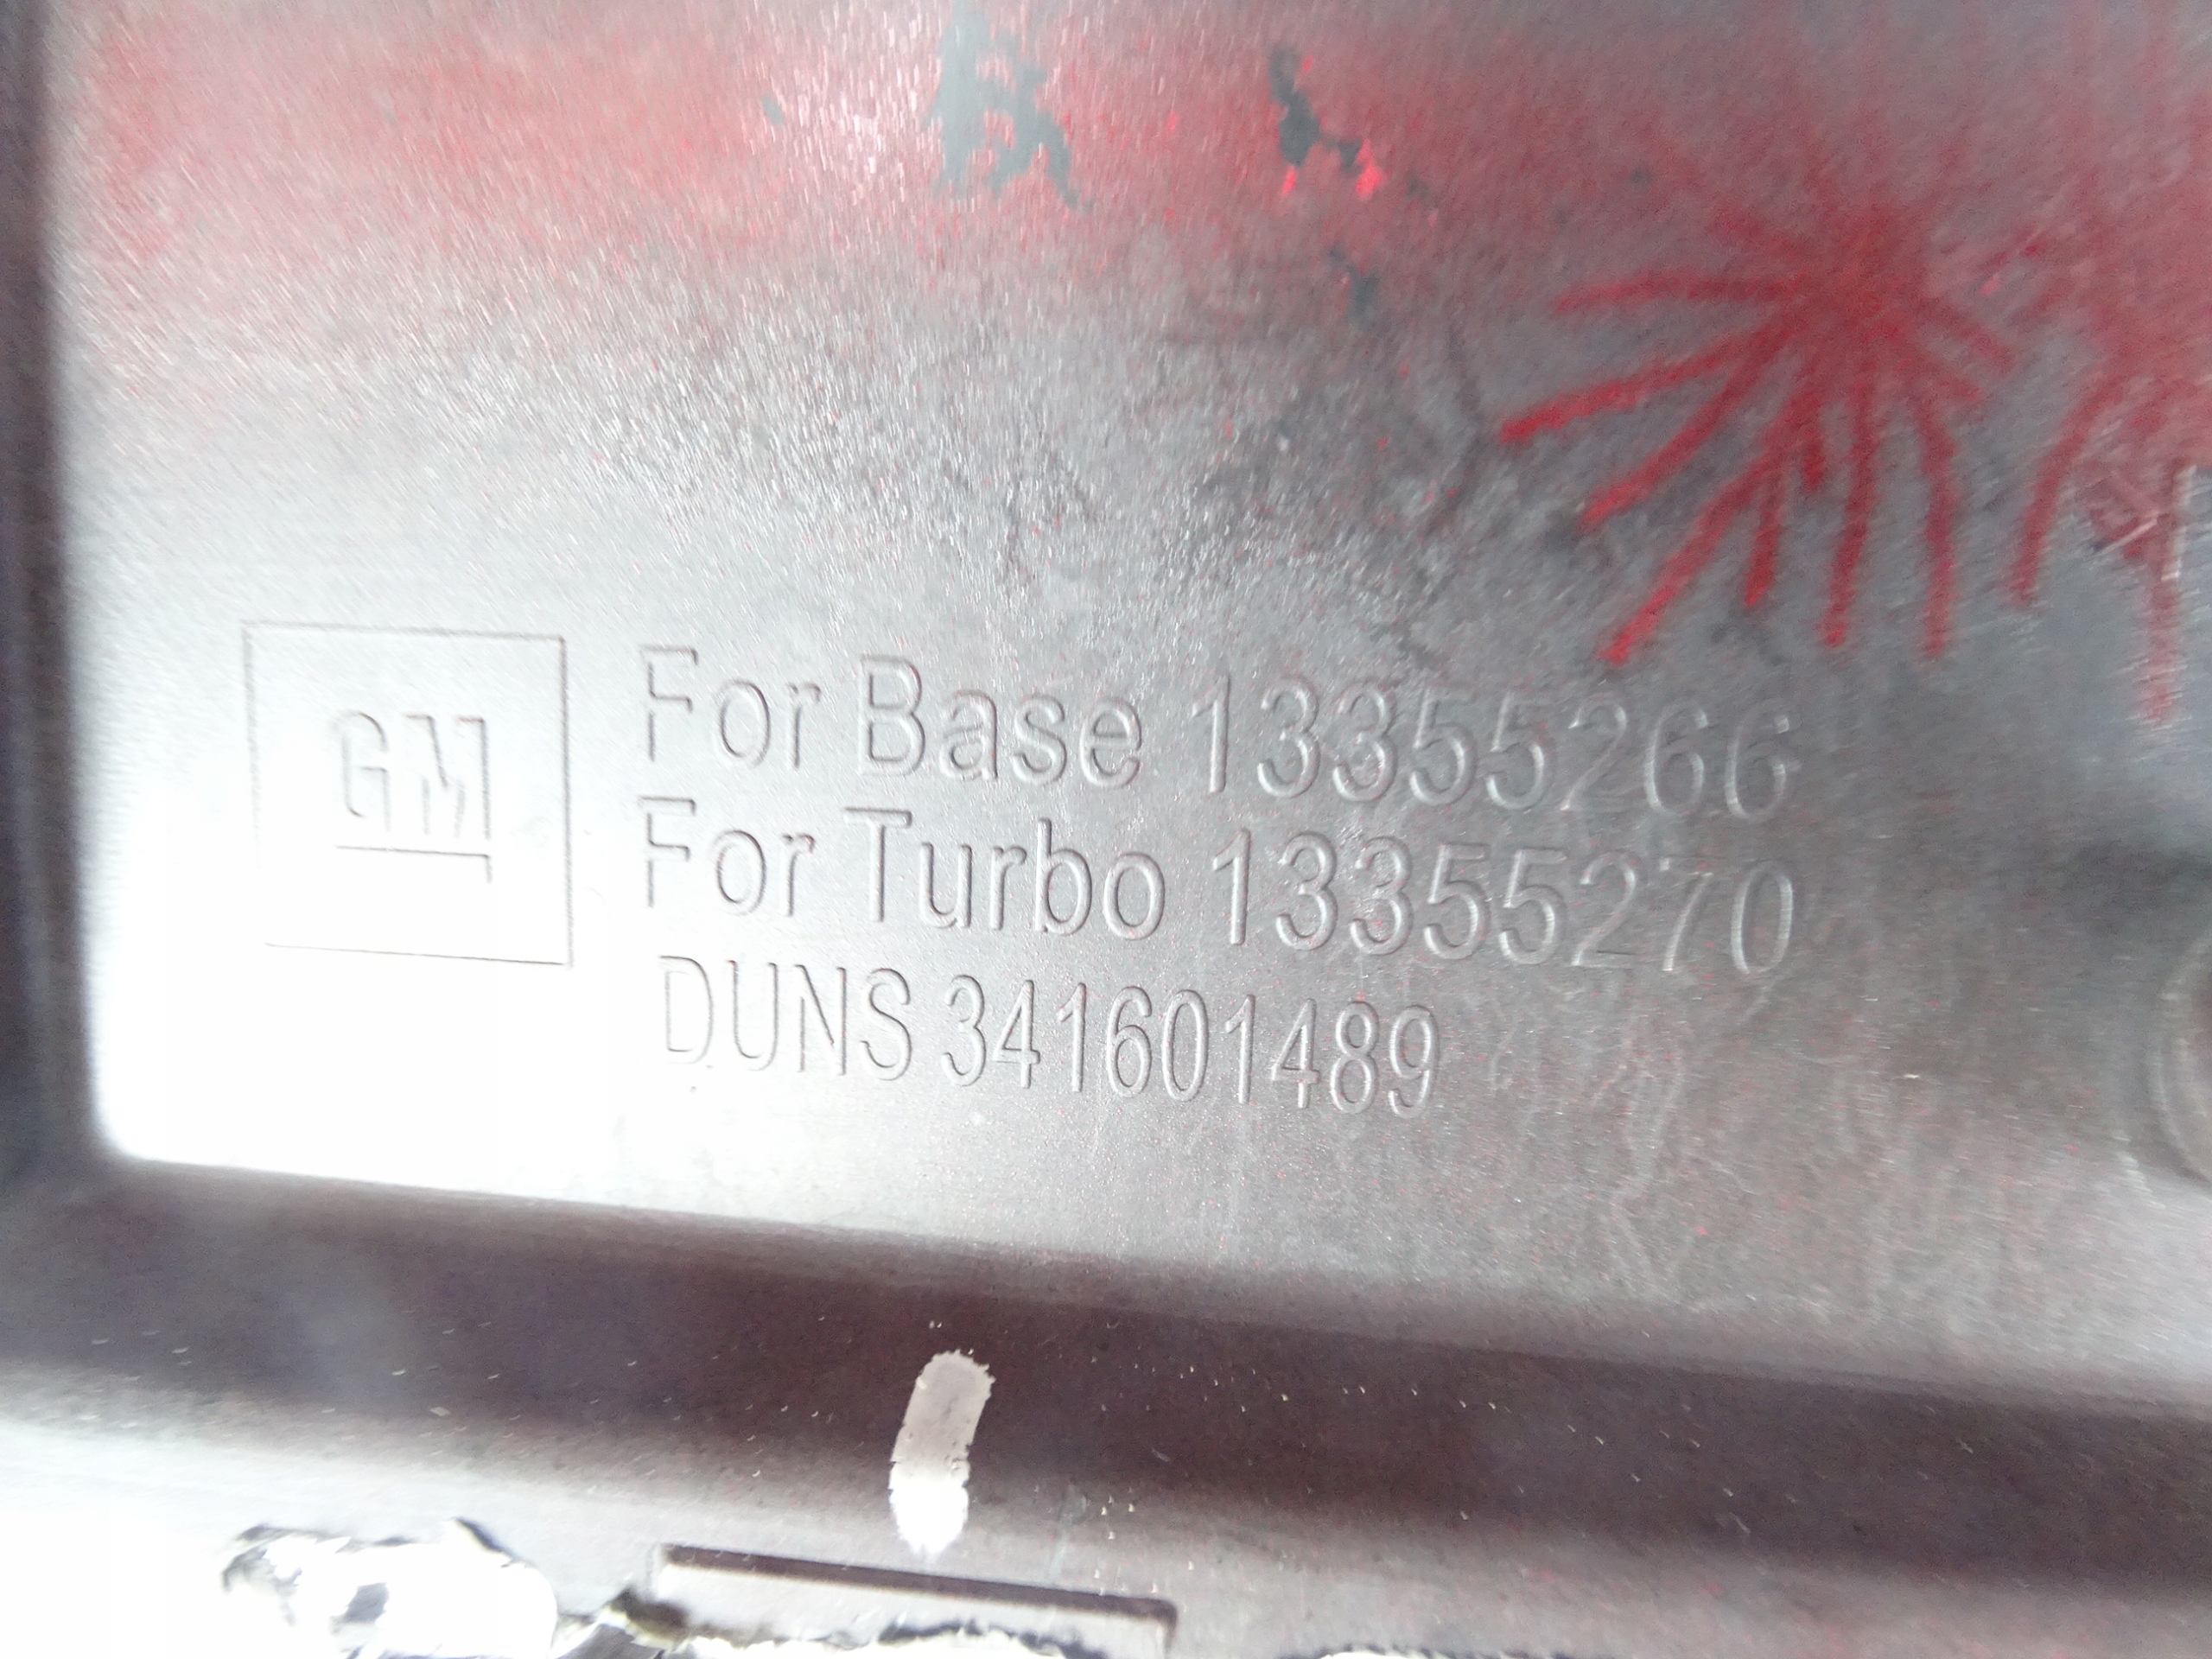 GM
For Base 13355266
For Turbo 13355270
DUNS 341601489